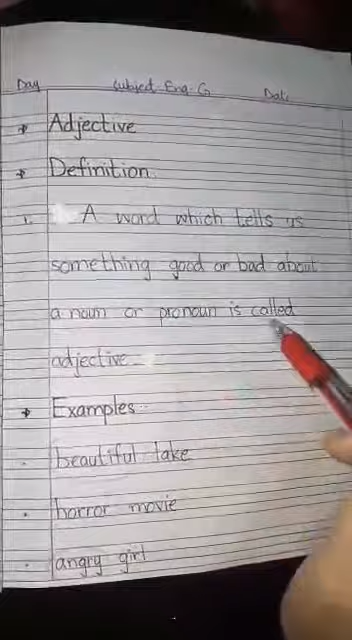 Day Subject Eng-G Date
Adjective
Definition
1. A word which tells us
something good or bad about
a noun or pronoun is called
adjective
Examples
beautiful lake
horror movie
angry girl